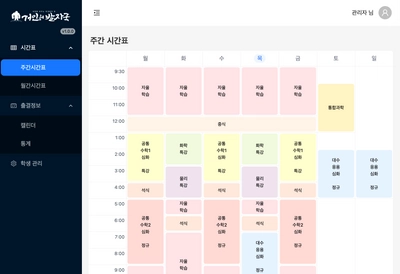 거인의 발자국
v1.0.0
관리자 님
시간표
주간시간표
월간시간표
출결정보
캘린더
통계
학생 관리
주간 시간표
월 화 수 목 금 토 일
9:30
10:00
11:00
12:00
1:00
2:00
3:00
4:00
5:00
6:00
7:00
8:00
9:00
자율
학습
자율
학습
자율
학습
자율
학습
자율
학습
통합과학
중식
공통
수학1
심화
특강
화학
특강
공통
수학1
심화
특강
화학
특강
공통
수학1
심화
특강
물리
특강
물리
특강
대수
응용
심화
정규
대수
응용
심화
정규
석식
석식
석식
공통
수학2
심화
정규
자율
학습
공통
수학2
심화
정규
자율
학습
공통
수학2
심화
정규
석식
석식
자율
학습
대수
응용
심화
정규